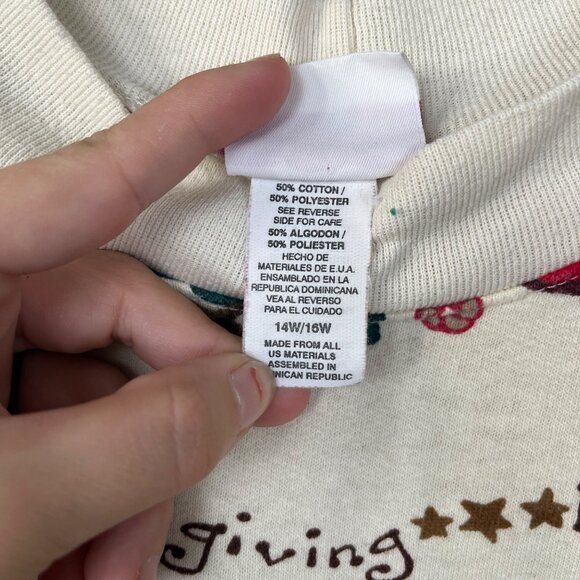 50% COTTON /
50% POLYESTER
SEE REVERSE
SIDE FOR CARE
50% ALGODON /
50% POLIESTER
HECHO DE
MATERIALES DE E.U.A.
ENSAMBLADO EN LA
REPUBLICA DOMINICANA
VEA AL REVERSO
PARA EL CUIDADO
14W/16W
MADE FROM ALL
US MATERIALS
ASSEMBLED IN
INICAN REPUBLIC
giving